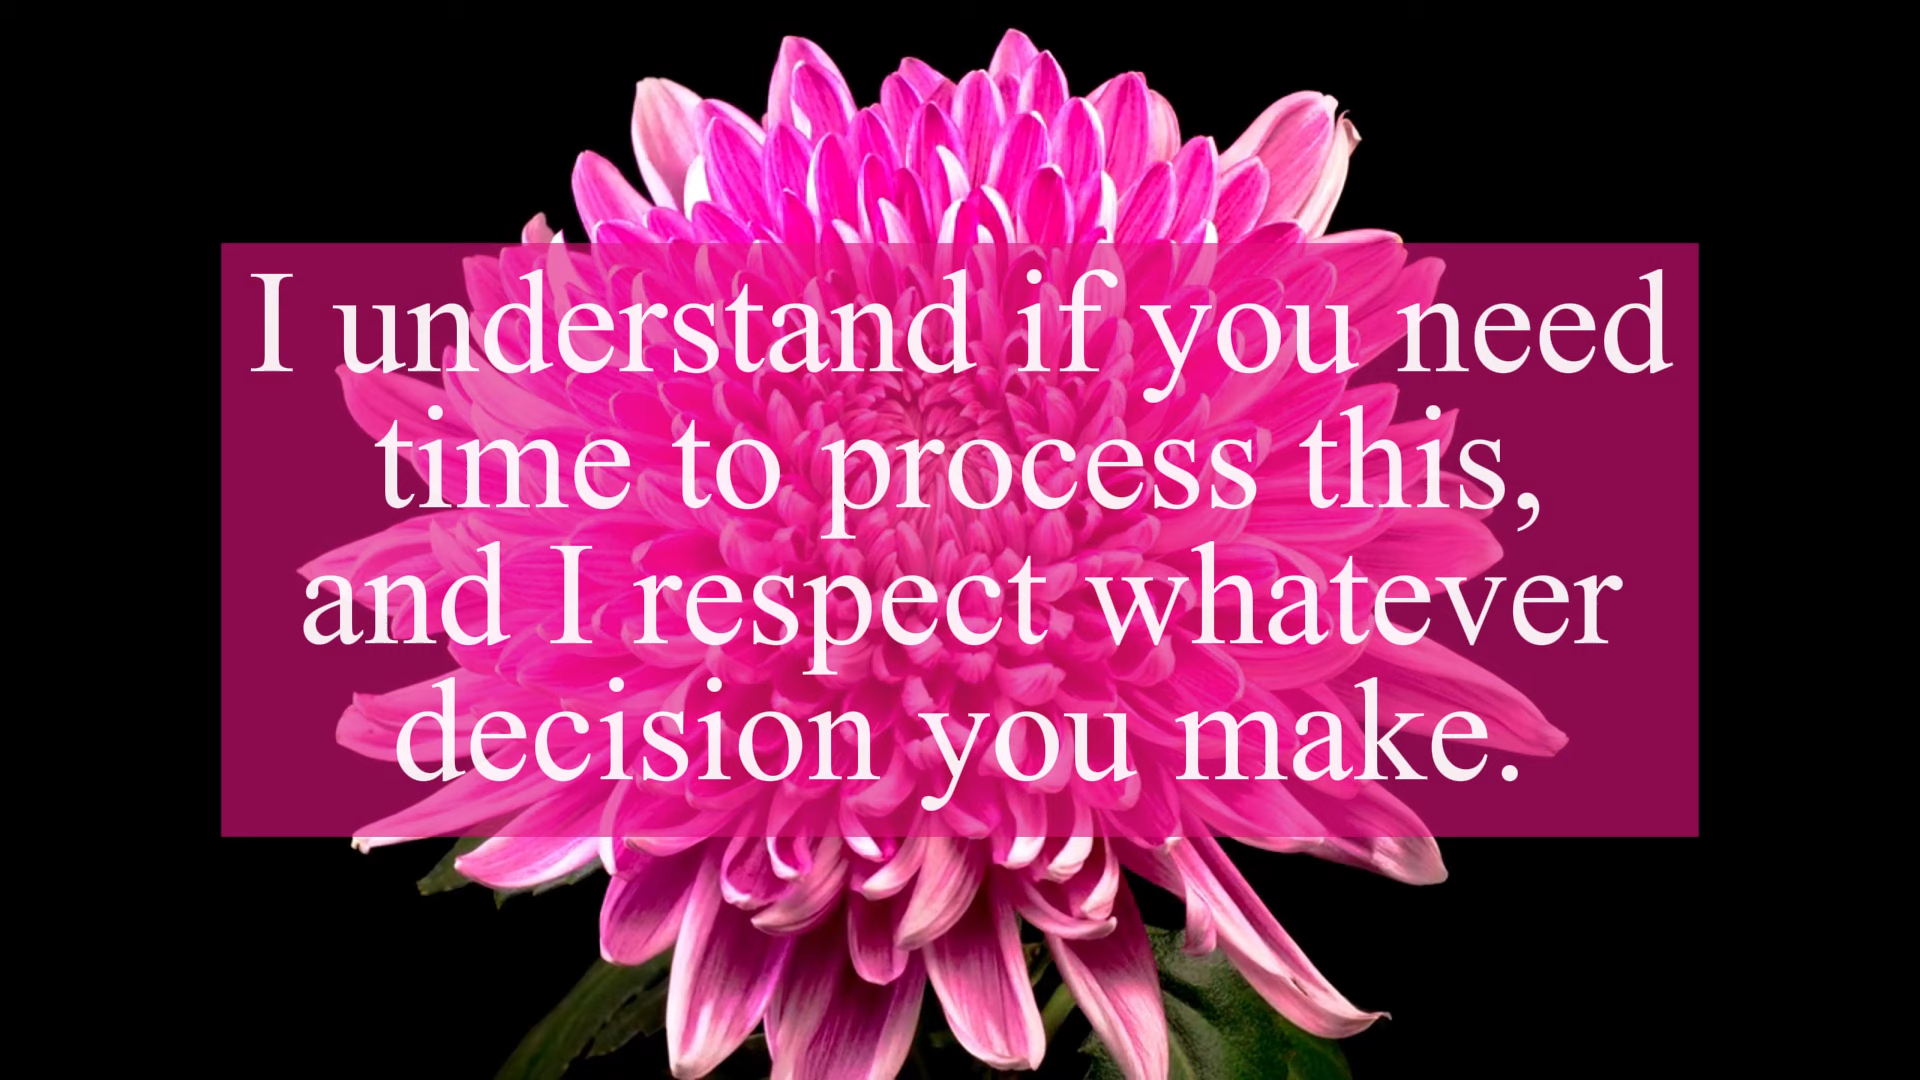 I understand if you need
time to process this,
and I respect whatever
decision you make.